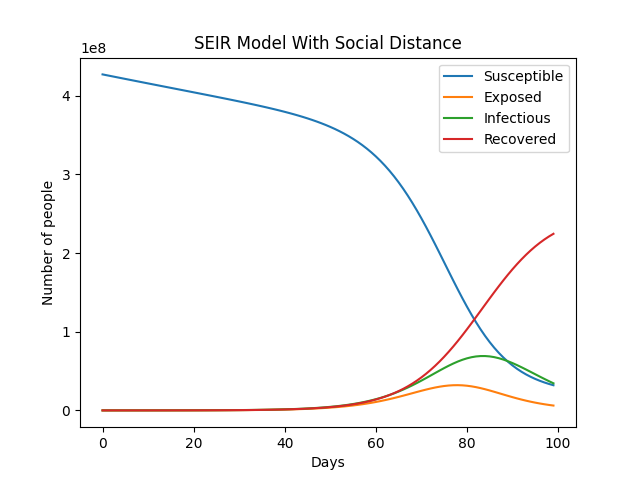 SEIR Model With Social Distance
1e8
Susceptible
Exposed
Infectious
Recovered
4
3
2
1
0
Number of people
0 20 40 60 80 100
Days